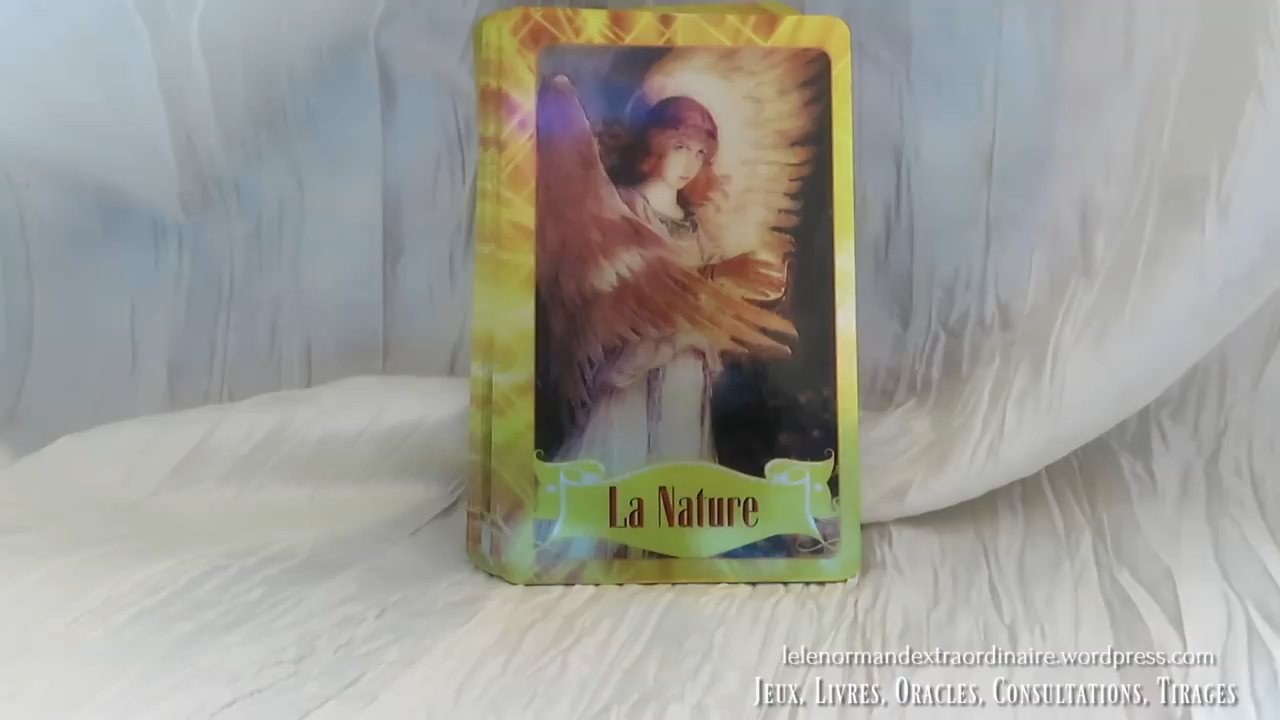 La Nature
lelenormandextraordinaire.wordpress.com
Jeux, Livres, Oracles, Consultations, Tirages